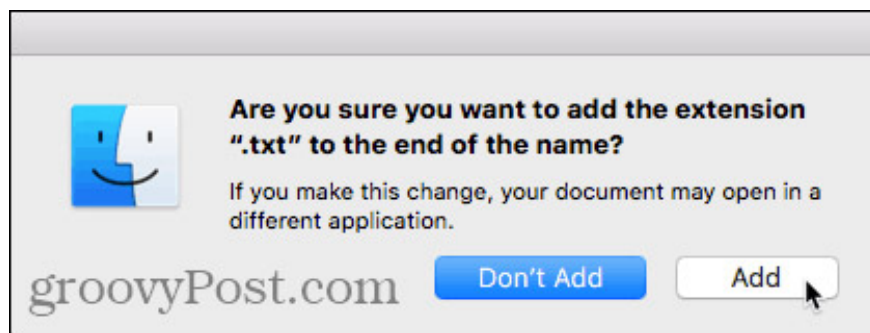 Are you sure you want to add the extension
“.txt” to the end of the name?
If you make this change, your document may open in a
different application.
groovyPost.com
Don't Add
Add